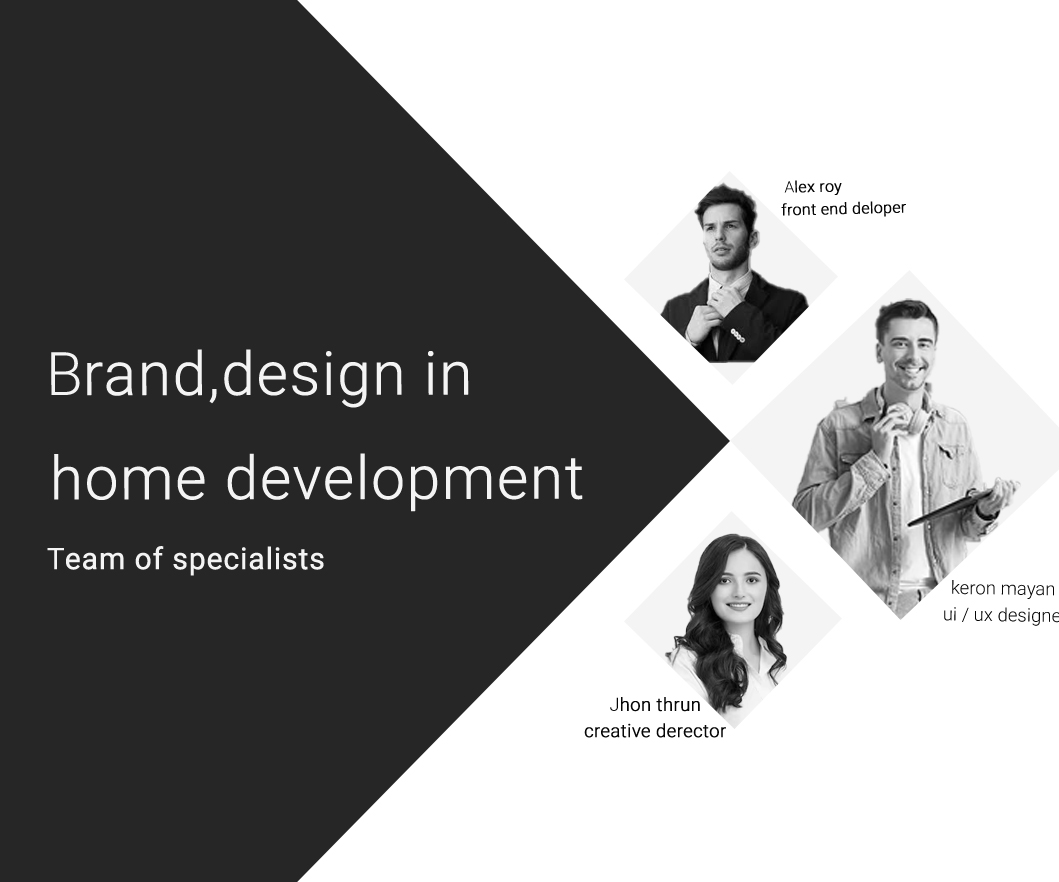 Brand,design in
home development
Team of specialists
Alex roy
front end deloper
keron mayan
ui / ux designe
Jhon thrun
creative derector